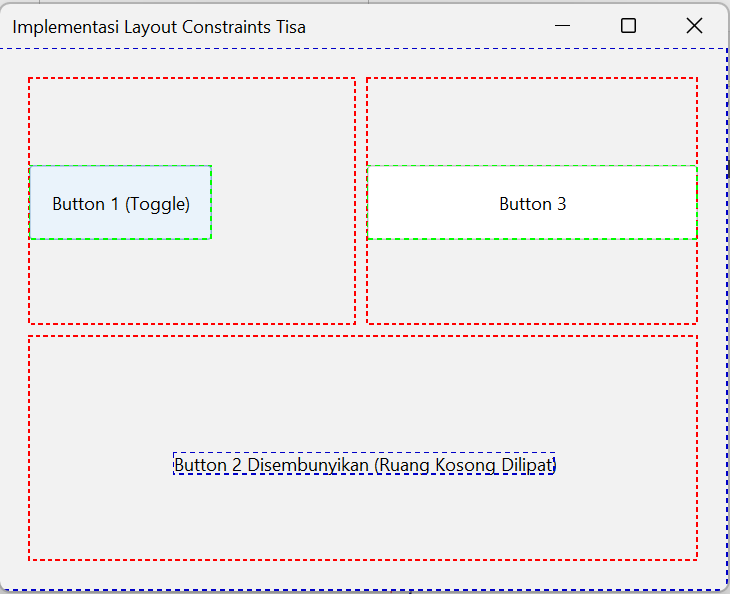 Implementasi Layout Constraints Tisa
Button 1 (Toggle)
Button 3
Button 2 Disembunyikan (Ruang Kosong Dilipat)